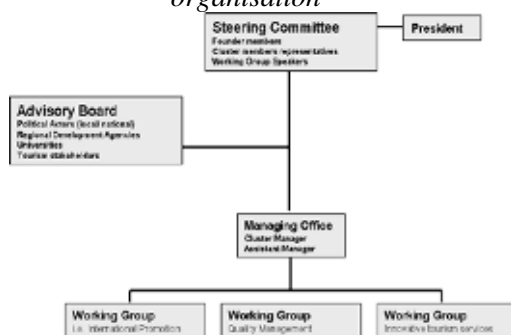 organisation
Steering Committee
Founder members
Cluster members representatives
Working Group Speakers
President
Advisory Board
Political Actors (local national)
Regional Development Agencies
Universities
Tourism stakeholders
Managing Office
Cluster Manager
Assistant Manager
Working Group
i.e. International Promotion
Working Group
Quality Management
Working Group
Innovative tourism services